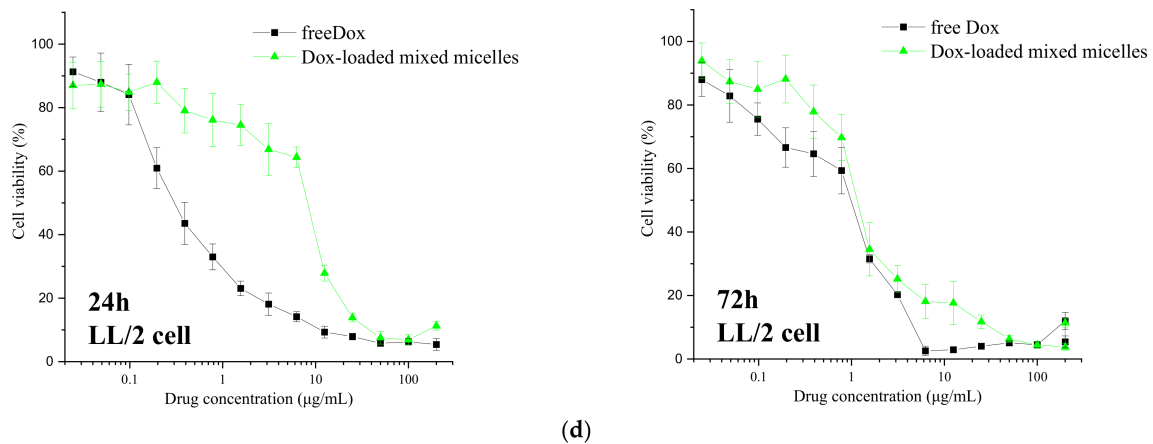 freeDox
Dox-loaded mixed micelles
100
80
60
40
20
0
Cell viability (%)
24h
LL/2 cell
0.1 1 10 100
Drug concentration (μg/mL)
free Dox
Dox-loaded mixed micelles
100
80
60
40
20
0
Cell viability (%)
72h
LL/2 cell
0.1 1 10 100
Drug concentration (μg/mL)
(d)